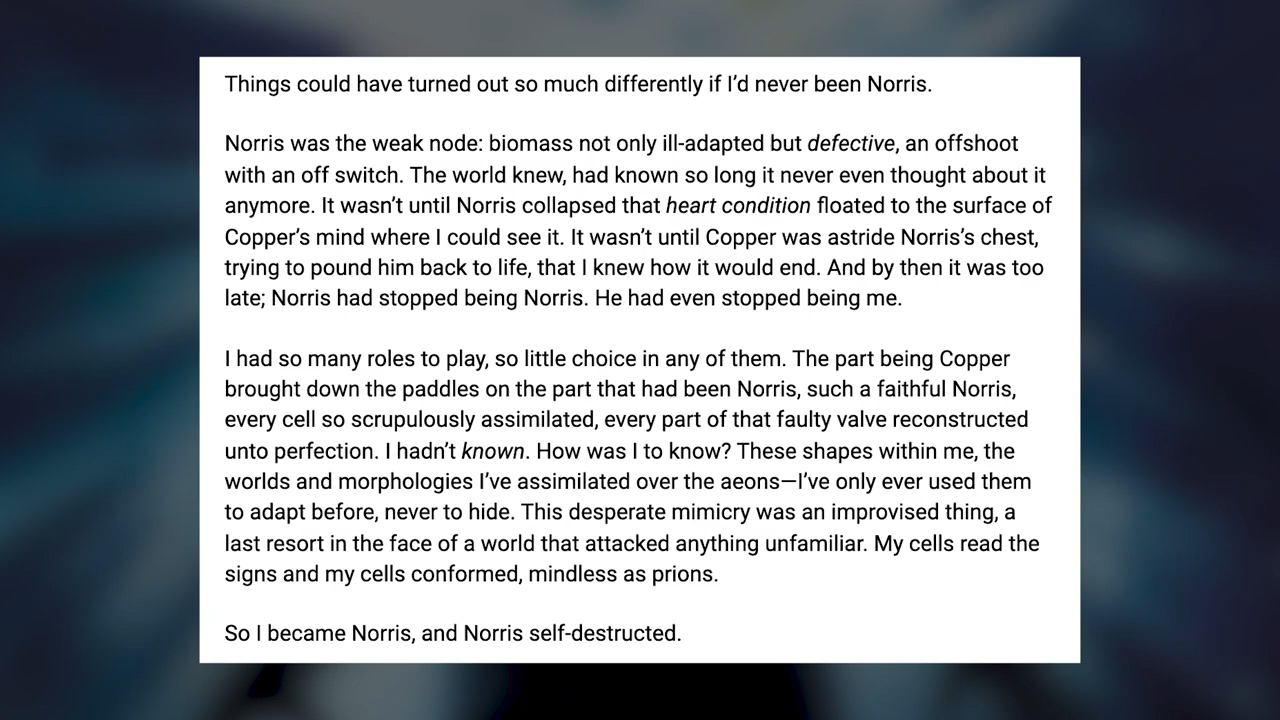 Things could have turned out so much differently if I’d never been Norris.
Norris was the weak node: biomass not only ill-adapted but defective, an offshoot
with an off switch. The world knew, had known so long it never even thought about it
anymore. It wasn’t until Norris collapsed that heart condition floated to the surface of
Copper’s mind where I could see it. It wasn’t until Copper was astride Norris’s chest,
trying to pound him back to life, that I knew how it would end. And by then it was too
late; Norris had stopped being Norris. He had even stopped being me.
I had so many roles to play, so little choice in any of them. The part being Copper
brought down the paddles on the part that had been Norris, such a faithful Norris,
every cell so scrupulously assimilated, every part of that faulty valve reconstructed
unto perfection. I hadn’t known. How was I to know? These shapes within me, the
worlds and morphologies I’ve assimilated over the aeons—I’ve only ever used them
to adapt before, never to hide. This desperate mimicry was an improvised thing, a
last resort in the face of a world that attacked anything unfamiliar. My cells read the
signs and my cells conformed, mindless as prions.
So I became Norris, and Norris self-destructed.